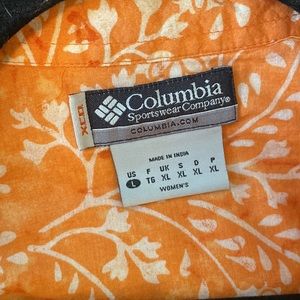 XCO
Columbia
Sportswear Company®
COLUMBIA.COM
MADE IN INDIA
US F UK S D P
L TG XL XL XL XL
WOMEN'S